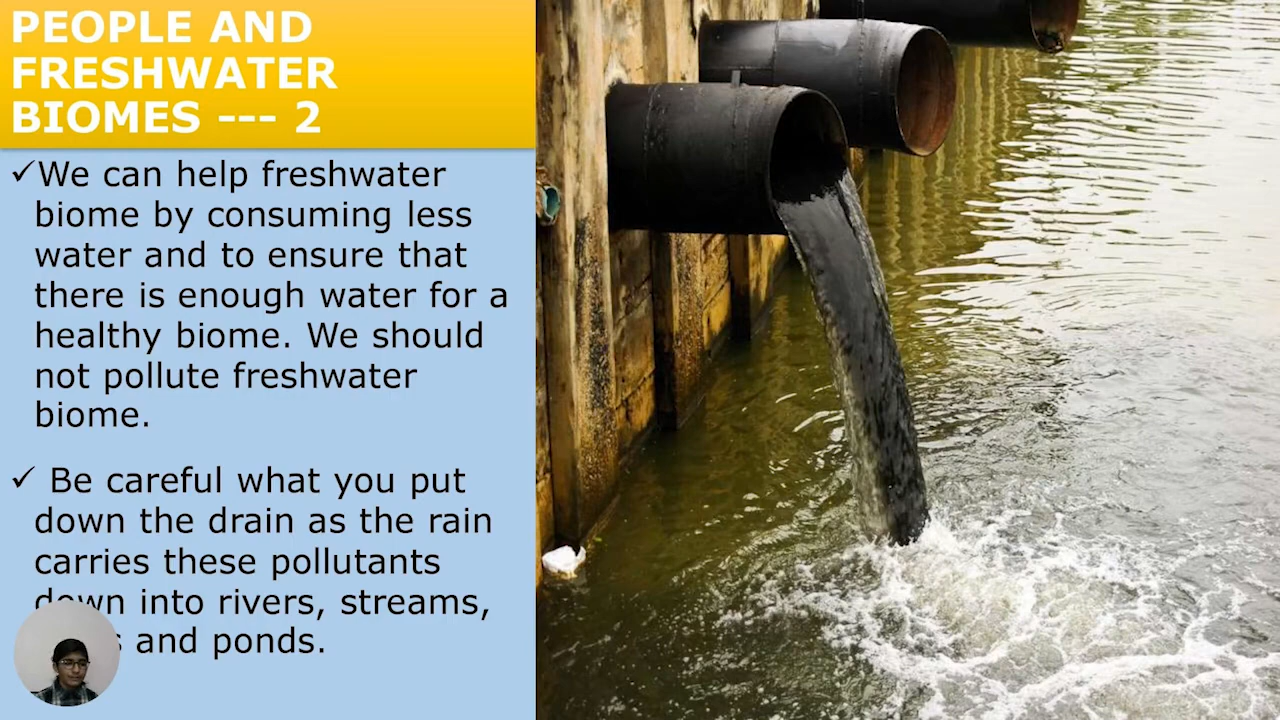 PEOPLE AND
FRESHWATER
BIOMES --- 2
✓We can help freshwater
biome by consuming less
water and to ensure that
there is enough water for a
healthy biome. We should
not pollute freshwater
biome.
✓ Be careful what you put
down the drain as the rain
carries these pollutants
down into rivers, streams,
and ponds.